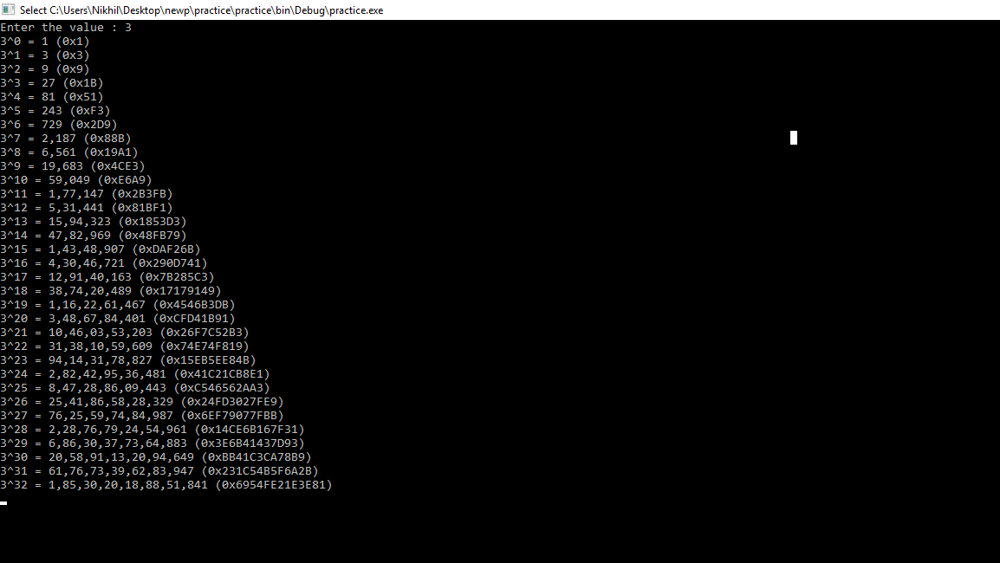 Select C:\Users\Nikhil\Desktop\newp\practice\practice\bin\Debug\practice.exe
Enter the value : 3
3^0 = 1 (0x1)
3^1 = 3 (0x3)
3^2 = 9 (0x9)
3^3 = 27 (0x1B)
3^4 = 81 (0x51)
3^5 = 243 (0xF3)
3^6 = 729 (0x2D9)
3^7 = 2,187 (0x88B)
3^8 = 6,561 (0x19A1)
3^9 = 19,683 (0x4CE3)
3^10 = 59,049 (0xE6A9)
3^11 = 1,77,147 (0x2B3FB)
3^12 = 5,31,441 (0x81BF1)
3^13 = 15,94,323 (0x1853D3)
3^14 = 47,82,969 (0x48FB79)
3^15 = 1,43,48,907 (0xDAF26B)
3^16 = 4,30,46,721 (0x290D741)
3^17 = 12,91,40,163 (0x7B285C3)
3^18 = 38,74,20,489 (0x17179149)
3^19 = 1,16,22,61,467 (0x4546B3DB)
3^20 = 3,48,67,84,401 (0xCFD41B91)
3^21 = 10,46,03,53,203 (0x26F7C52B3)
3^22 = 31,38,10,59,609 (0x74E74F819)
3^23 = 94,14,31,78,827 (0x15EB5EE84B)
3^24 = 2,82,42,95,36,481 (0x41C21CB8E1)
3^25 = 8,47,28,86,09,443 (0xC546562AA3)
3^26 = 25,41,86,58,28,329 (0x24FD3027FE9)
3^27 = 76,25,59,74,84,987 (0x6EF79077FBB)
3^28 = 2,28,76,79,24,54,961 (0x14CE6B167F31)
3^29 = 6,86,30,37,73,64,883 (0x3E6B41437D93)
3^30 = 20,58,91,13,20,94,649 (0xBB41C3CA78B9)
3^31 = 61,76,73,39,62,83,947 (0x231C54B5F6A2B)
3^32 = 1,85,30,20,18,88,51,841 (0x6954FE21E3E81)